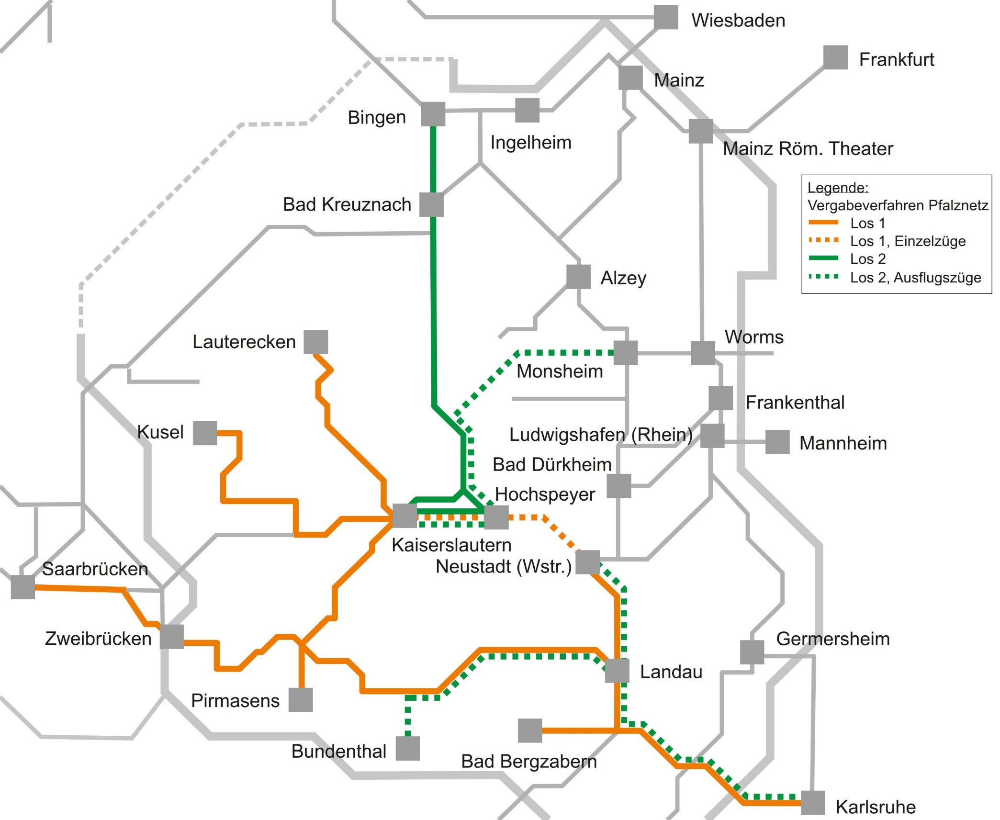 Wiesbaden
Frankfurt
Mainz
Bingen
Ingelheim
Mainz Röm. Theater
Legende:
Vergabeverfahren Pfalznetz
Los 1
Los 1, Einzelzüge
Los 2
Los 2, Ausflugszüge
Bad Kreuznach
Alzey
Lauterecken
Worms
Monsheim
Frankenthal
Kusel
Ludwigshafen (Rhein)
Mannheim
Bad Dürkheim
Hochspeyer
Kaiserslautern
Neustadt (Wstr.)
Saarbrücken
Zweibrücken
Germersheim
Landau
Pirmasens
Bundenthal
Bad Bergzabern
Karlsruhe